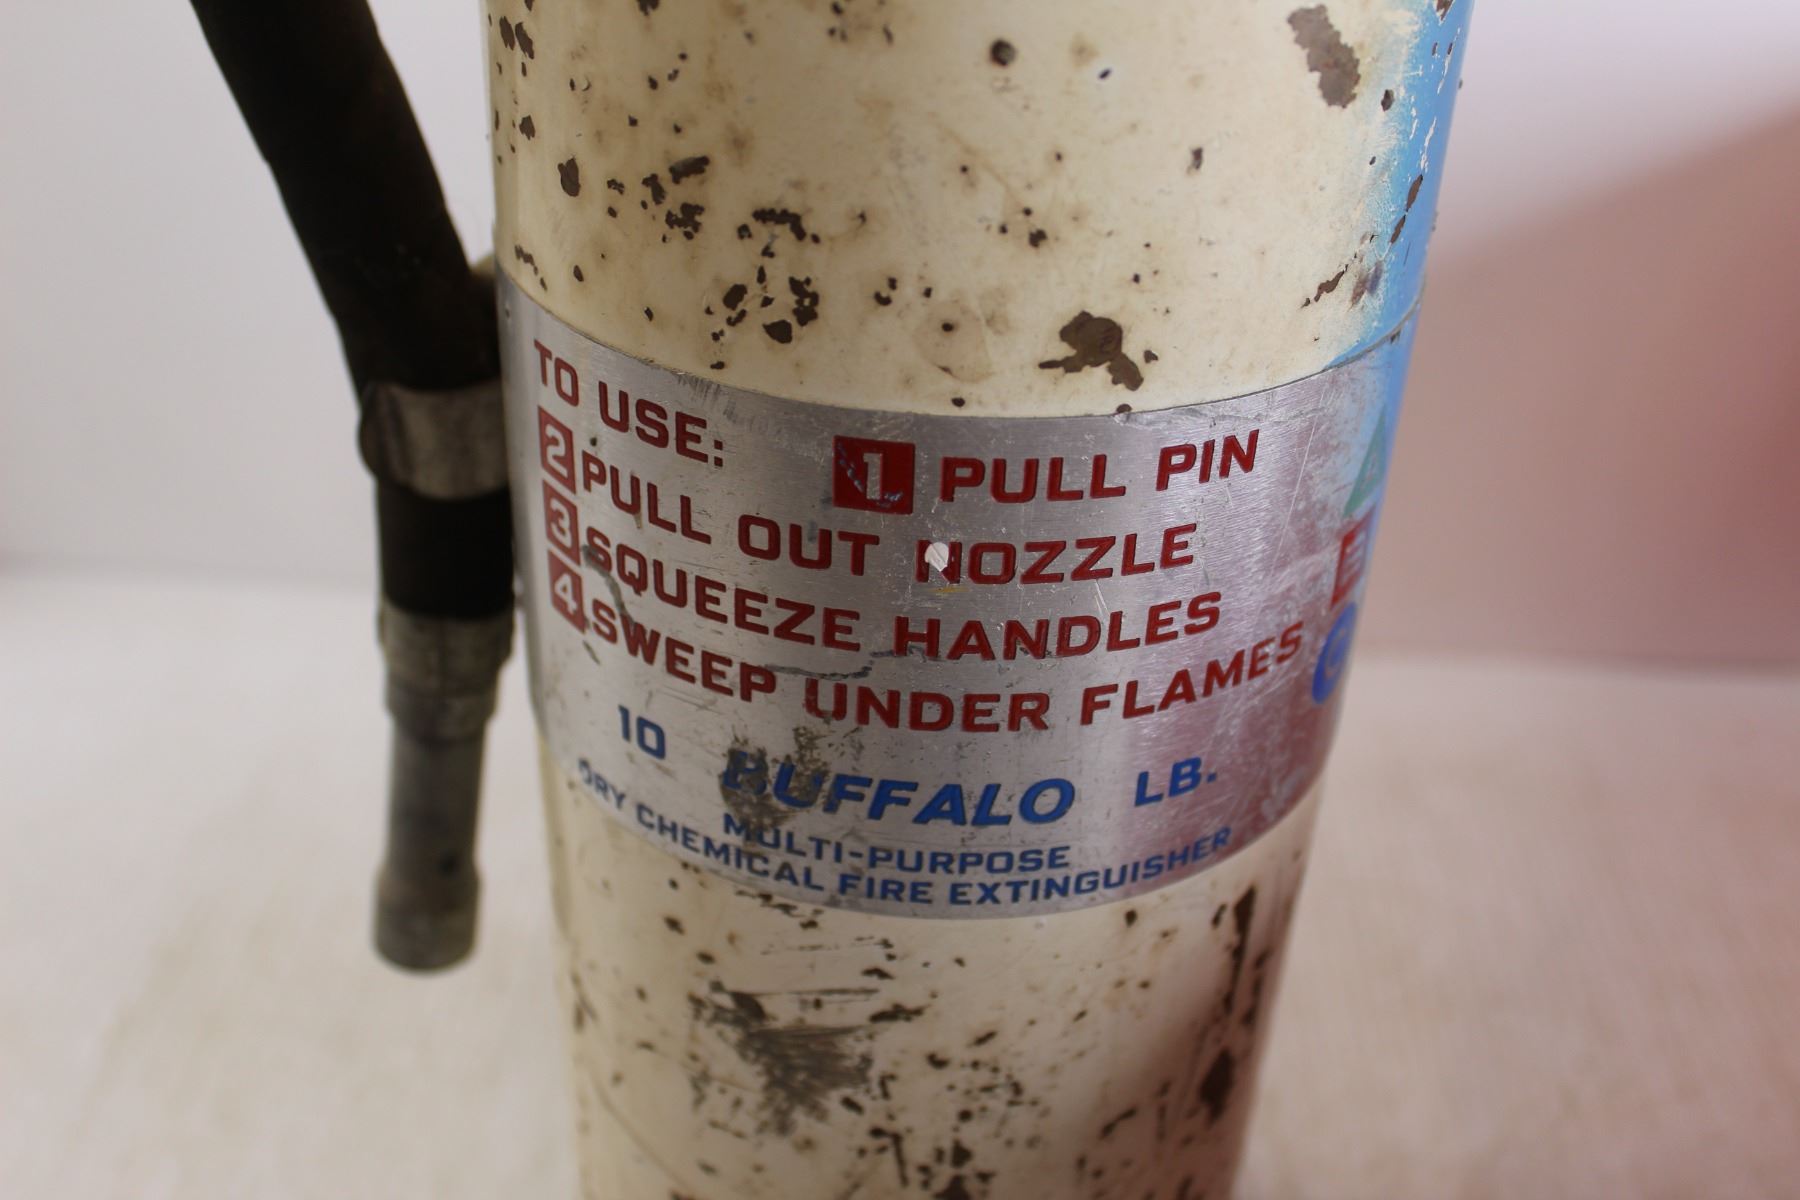 TO USE: 1 PULL PIN
2 PULL OUT NOZZLE
3 SQUEEZE HANDLES
4 SWEEP UNDER FLAMES
10 BUFFALO LB.
MULTI-PURPOSE
DRY CHEMICAL FIRE EXTINGUISHER
A
B
C